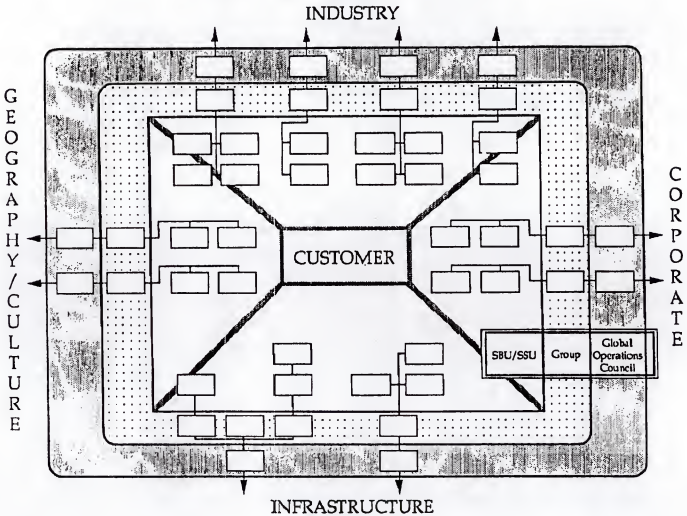 INDUSTRY
GEOGRAPHY/CULTURE
CORPORATE
CUSTOMER
SBU/SSU
Group
Global
Operations
Council
INFRASTRUCTURE